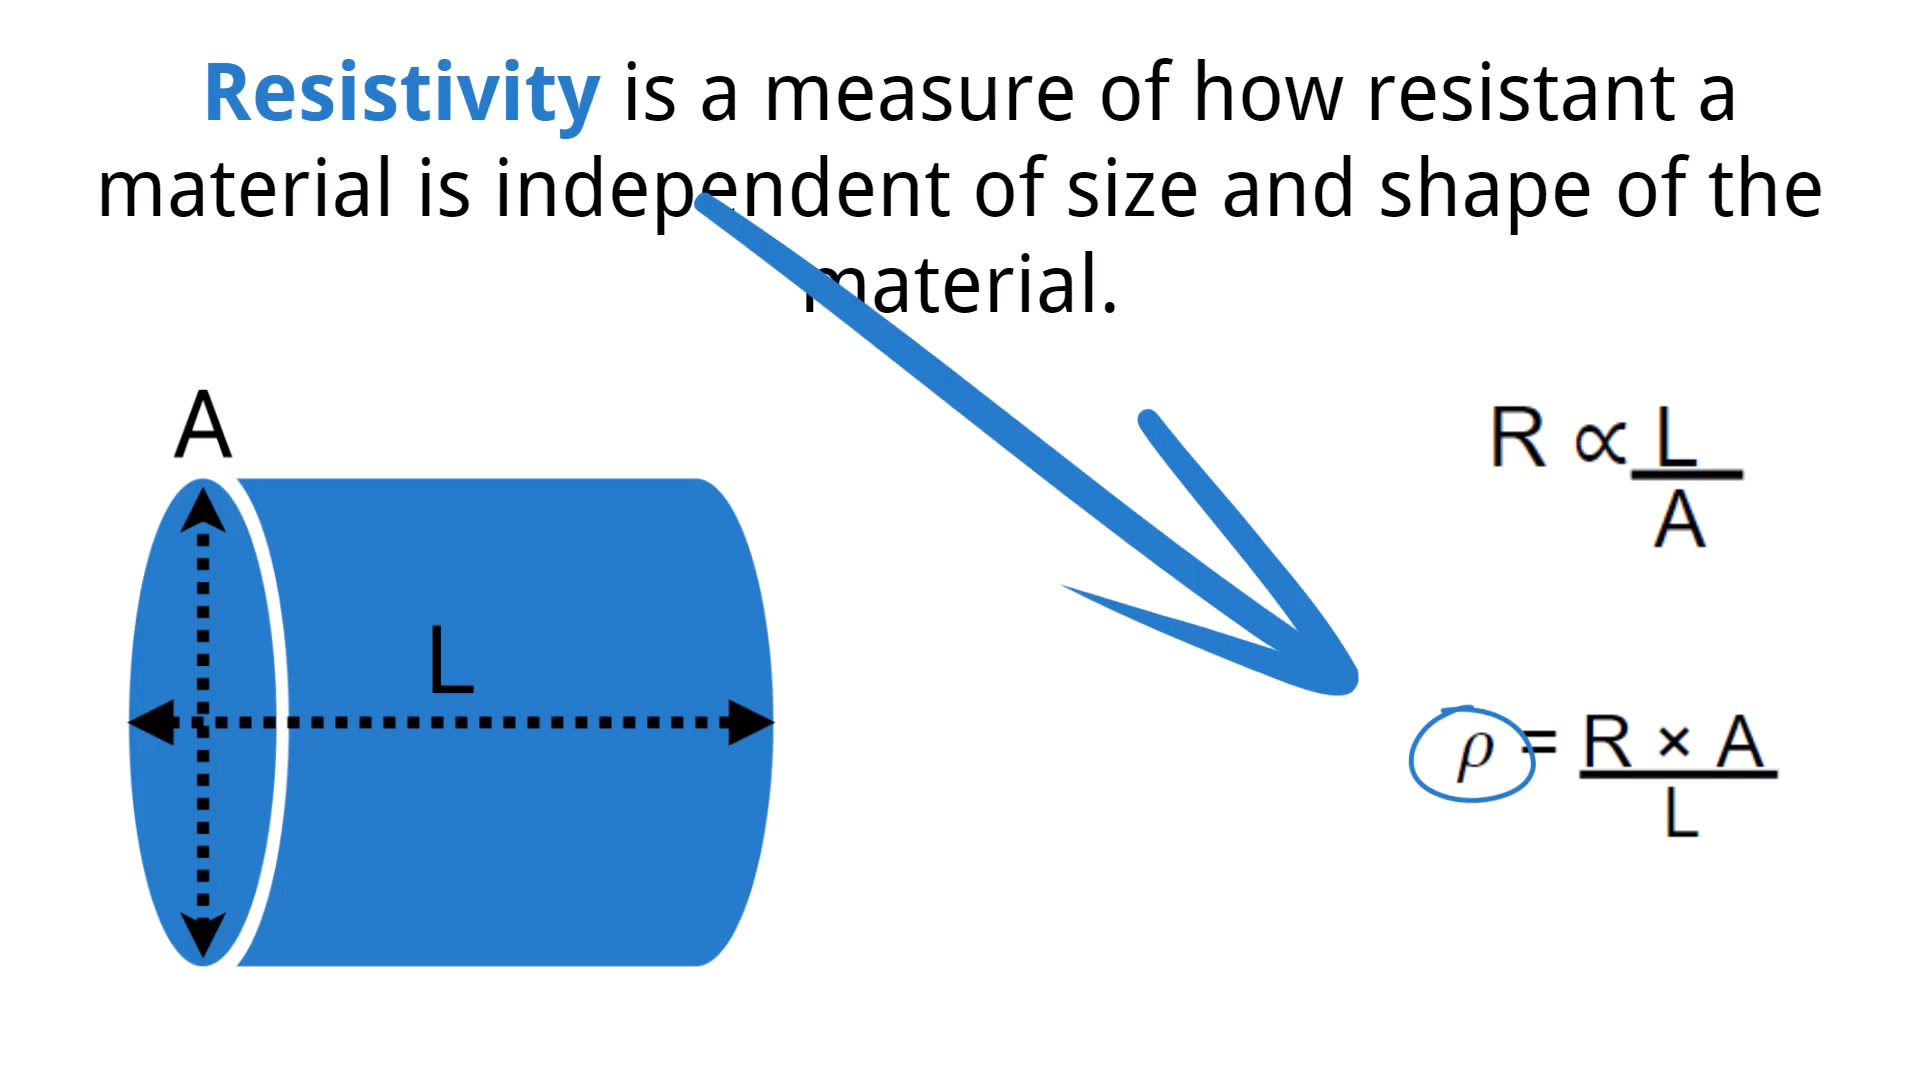 Resistivity is a measure of how resistant a
material is independent of size and shape of the
material.
A
L
R ∝ L
A
ρ = R × A
L